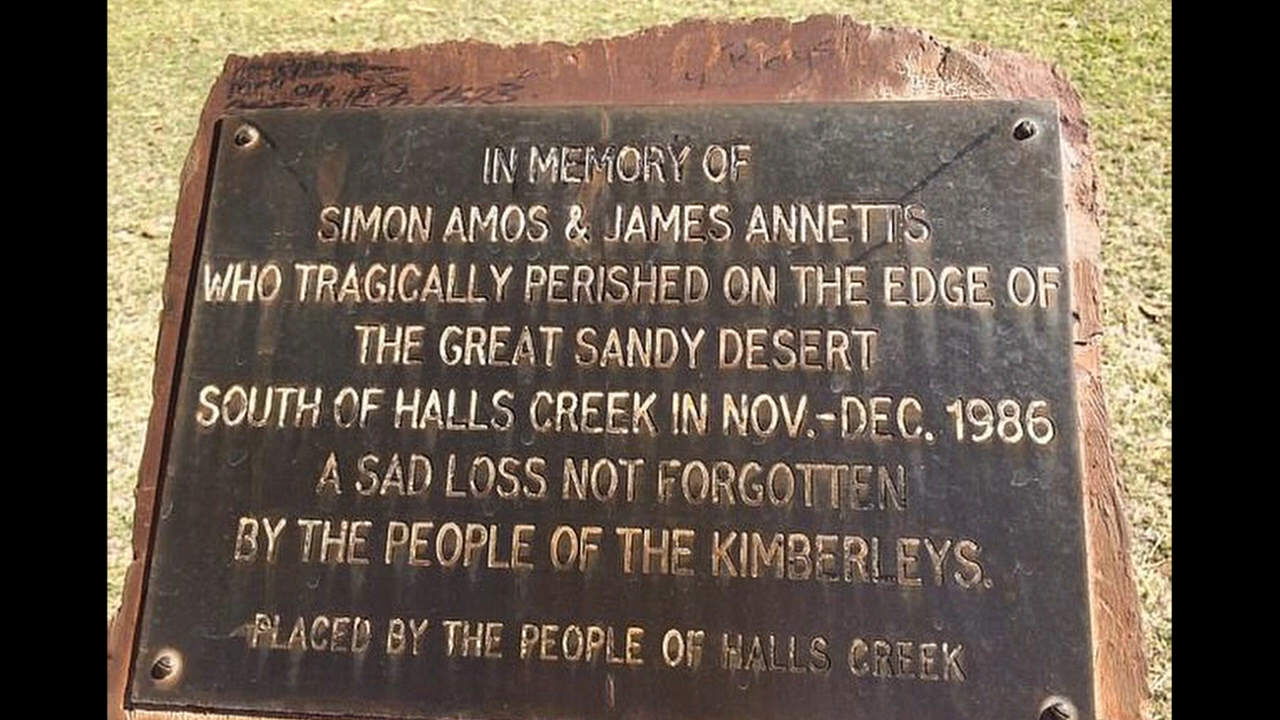 IN MEMORY OF
SIMON AMOS & JAMES ANNETTS
WHO TRAGICALLY PERISHED ON THE EDGE OF
THE GREAT SANDY DESERT
SOUTH OF HALLS CREEK IN NOV.-DEC. 1986
A SAD LOSS NOT FORGOTTEN
BY THE PEOPLE OF THE KIMBERLEYS.
PLACED BY THE PEOPLE OF HALLS CREEK